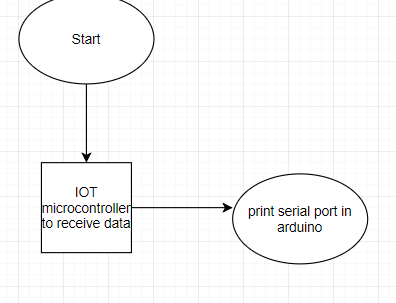 Start
IOT
microcontroller
to receive data
print serial port in
arduino